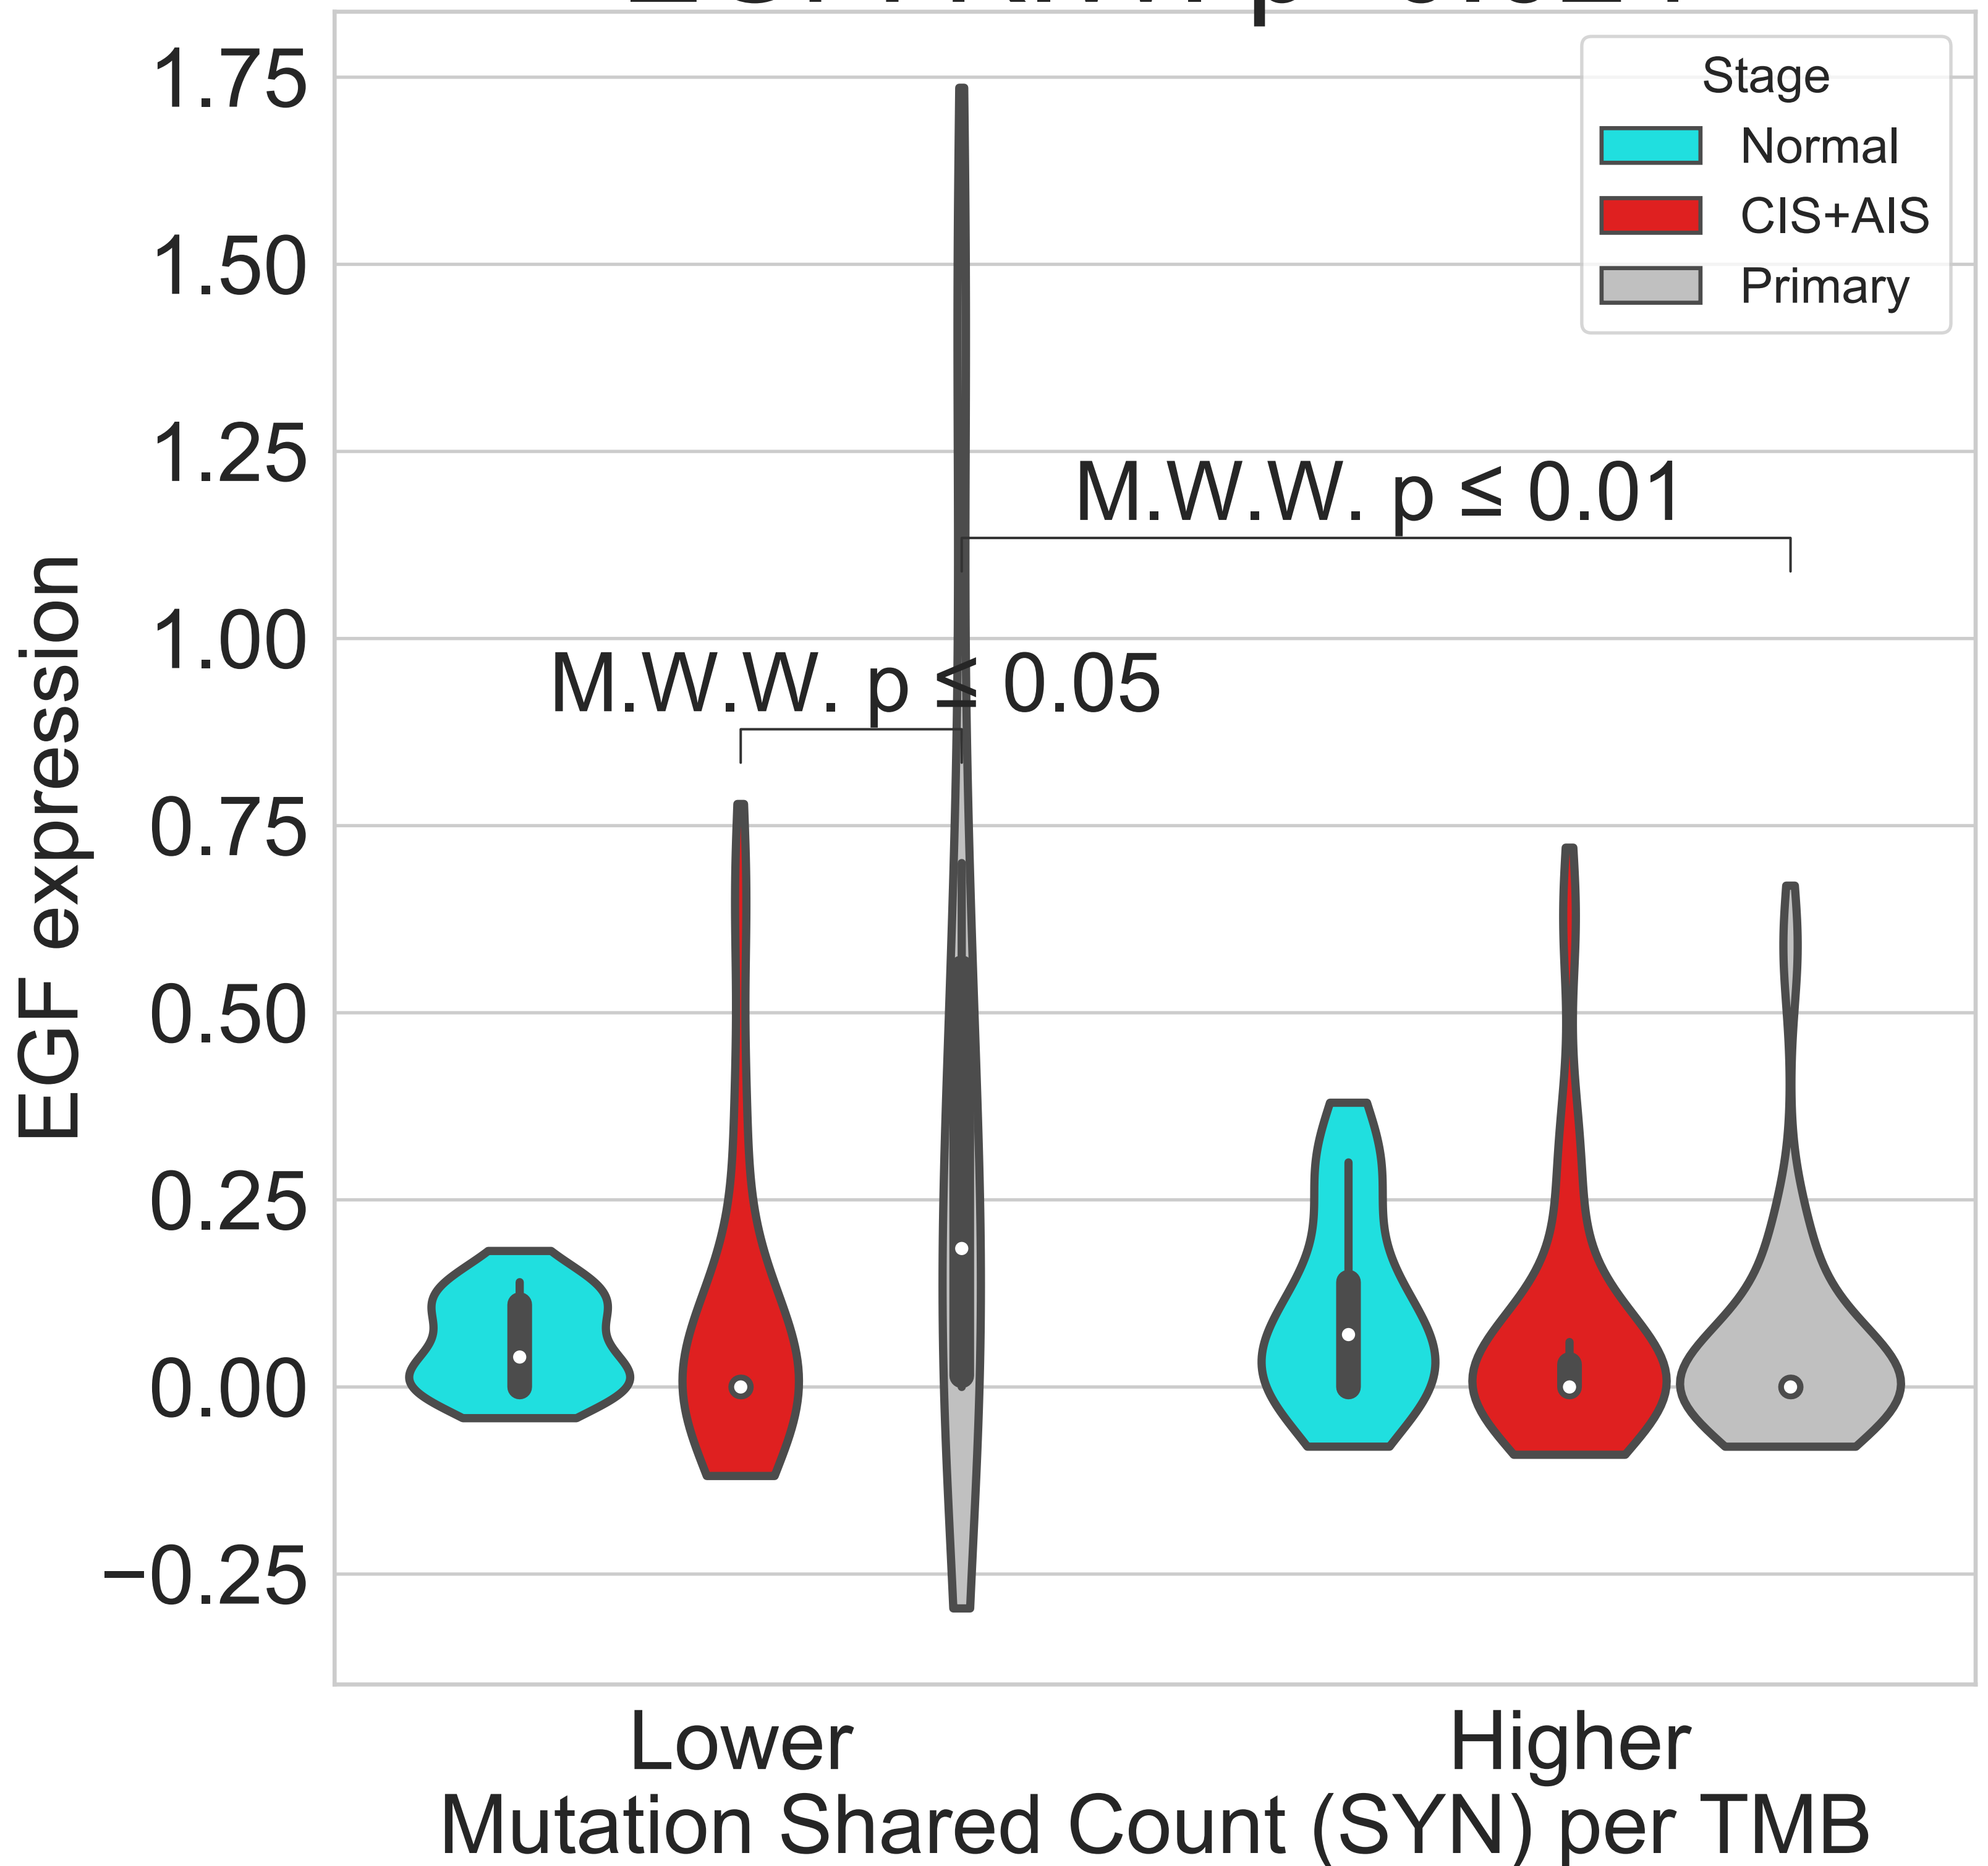 1.75
1.50
1.25
1.00
0.75
0.50
0.25
0.00
−0.25
EGF expression
Stage
Normal
CIS+AIS
Primary
M.W.W. p ≤ 0.01
M.W.W. p ≤ 0.05
Lower
Higher
Mutation Shared Count (SYN) per TMB